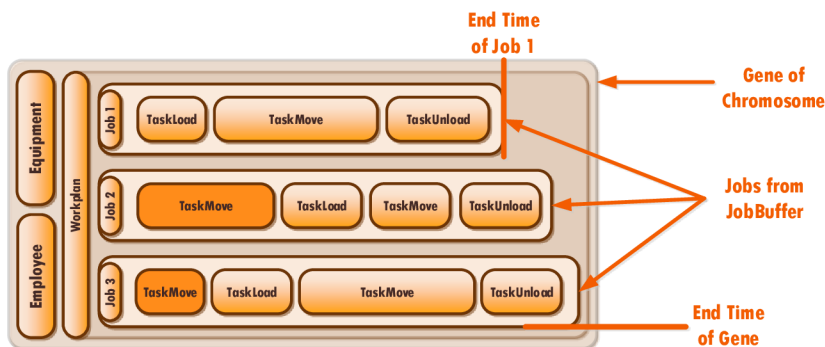 End Time
of Job 1
Gene of
Chromosome
Equipment
Employee
Workplan
Job 1
TaskLoad
TaskMove
TaskUnload
Job 2
TaskMove
TaskLoad
TaskMove
TaskUnload
Jobs from
JobBuffer
Job 3
TaskMove
TaskLoad
TaskMove
TaskUnload
End Time
of Gene